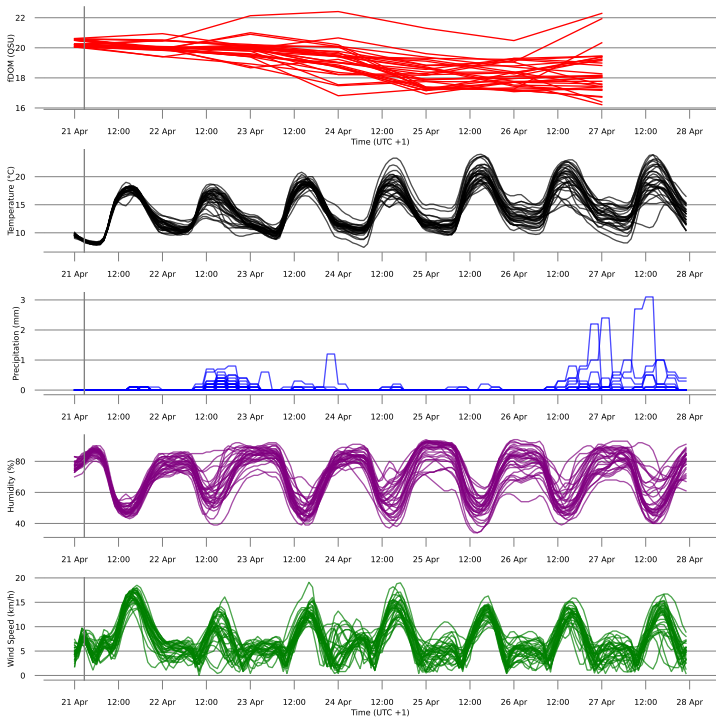 22
20
18
16
fDOM (QSU)
21 Apr 12:00 22 Apr 12:00 23 Apr 12:00 24 Apr 12:00 25 Apr 12:00 26 Apr 12:00 27 Apr 12:00 28 Apr
Time (UTC +1)
20
15
10
Temperature (°C)
21 Apr 12:00 22 Apr 12:00 23 Apr 12:00 24 Apr 12:00 25 Apr 12:00 26 Apr 12:00 27 Apr 12:00 28 Apr
3
2
1
0
Precipitation (mm)
21 Apr 12:00 22 Apr 12:00 23 Apr 12:00 24 Apr 12:00 25 Apr 12:00 26 Apr 12:00 27 Apr 12:00 28 Apr
80
60
40
Humidity (%)
21 Apr 12:00 22 Apr 12:00 23 Apr 12:00 24 Apr 12:00 25 Apr 12:00 26 Apr 12:00 27 Apr 12:00 28 Apr
20
15
10
5
0
Wind Speed (km/h)
21 Apr 12:00 22 Apr 12:00 23 Apr 12:00 24 Apr 12:00 25 Apr 12:00 26 Apr 12:00 27 Apr 12:00 28 Apr
Time (UTC +1)